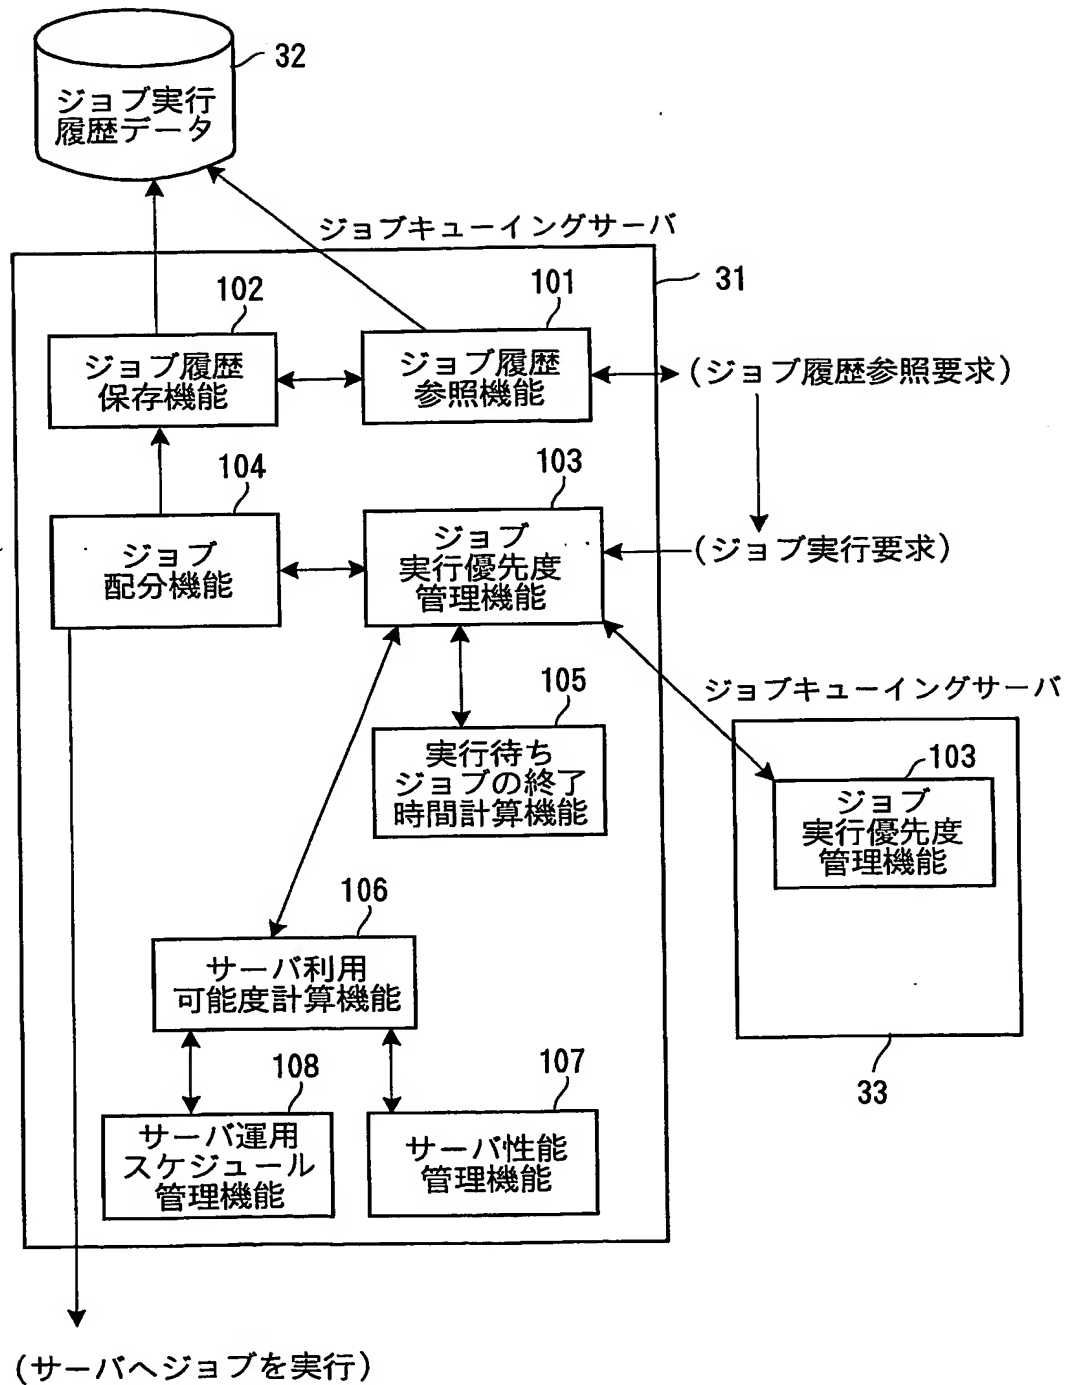 32
ジョブ実行
履歴データ
ジョブキューイングサーバ
31
102
ジョブ履歴
保存機能
101
ジョブ履歴
参照機能
(ジョブ履歴参照要求)
104
ジョブ
配分機能
103
ジョブ
実行優先度
管理機能
(ジョブ実行要求)
105
実行待ち
ジョブの終了
時間計算機能
ジョブキューイングサーバ
103
ジョブ
実行優先度
管理機能
33
106
サーバ利用
可能度計算機能
108
サーバ運用
スケジュール
管理機能
107
サーバ性能
管理機能
(サーバへジョブを実行)